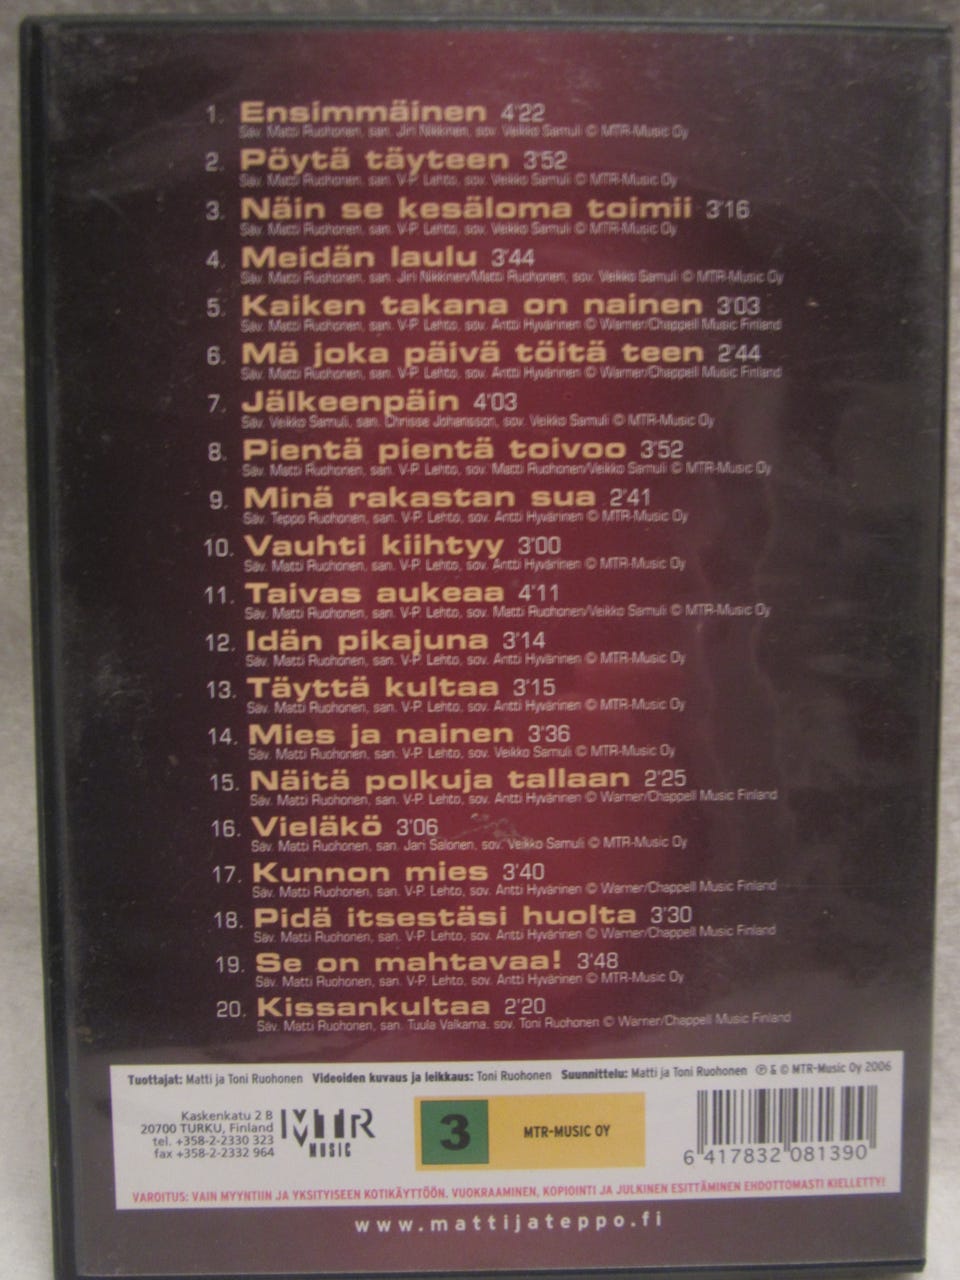 1. Ensimmäinen 4'22
Säv. Matti Ruohonen, san. Jiri Nikkinen, sov. Veikko Samuli © MTR-Music Oy
2. Pöytä täyteen 3'52
Säv. Matti Ruohonen, san. V-P. Lehto, sov. Veikko Samuli © MTR-Music Oy
3. Näin se kesäloma toimii 3'16
Säv. Matti Ruohonen, san. V-P. Lehto, sov. Veikko Samuli © MTR-Music Oy
4. Meidän laulu 3'44
Säv. Matti Ruohonen, san. Jiri Nikkinen/Matti Ruohonen, sov. Veikko Samuli © MTR-Music Oy
5. Kaiken takana on nainen 3'03
Säv. Matti Ruohonen, san. V-P. Lehto, sov. Antti Hyvärinen © Warner/Chappell Music Finland
6. Mä joka päivä töitä teen 2'44
Säv. Matti Ruohonen, san. V-P. Lehto, sov. Antti Hyvärinen © Warner/Chappell Music Finland
7. Jälkeenpäin 4'03
Säv. Veikko Samuli, san. Chrisse Johansson, sov. Veikko Samuli © MTR-Music Oy
8. Pientä pientä toivoo 3'52
Säv. Matti Ruohonen, san. V-P. Lehto, sov. Matti Ruohonen/Veikko Samuli © MTR-Music Oy
9. Minä rakastan sua 2'41
Säv. Teppo Ruohonen, san. V-P. Lehto, sov. Antti Hyvärinen © MTR-Music Oy
10. Vauhti kiihtyy 3'00
Säv. Matti Ruohonen, san. V-P. Lehto, sov. Antti Hyvärinen © MTR-Music Oy
11. Taivas aukeaa 4'11
Säv. Matti Ruohonen, san. V-P. Lehto, sov. Matti Ruohonen/Veikko Samuli © MTR-Music Oy
12. Idän pikajuna 3'14
Säv. Matti Ruohonen, san. V-P. Lehto, sov. Antti Hyvärinen © MTR-Music Oy
13. Täyttä kultaa 3'15
Säv. Matti Ruohonen, san. V-P. Lehto, sov. Antti Hyvärinen © MTR-Music Oy
14. Mies ja nainen 3'36
Säv. Matti Ruohonen, san. V-P. Lehto, sov. Veikko Samuli © MTR-Music Oy
15. Näitä polkuja tallaan 2'25
Säv. Matti Ruohonen, san. V-P. Lehto, sov. Antti Hyvärinen © Warner/Chappell Music Finland
16. Vieläkö 3'06
Säv. Matti Ruohonen, san. Jari Salonen, sov. Veikko Samuli © MTR-Music Oy
17. Kunnon mies 3'40
Säv. Matti Ruohonen, san. V-P. Lehto, sov. Antti Hyvärinen © Warner/Chappell Music Finland
18. Pidä itsestäsi huolta 3'30
Säv. Matti Ruohonen, san. V-P. Lehto, sov. Antti Hyvärinen © Warner/Chappell Music Finland
19. Se on mahtavaa! 3'48
Säv. Matti Ruohonen, san. V-P. Lehto, sov. Antti Hyvärinen © MTR-Music Oy
20. Kissankultaa 2'20
Säv. Matti Ruohonen, san. Tuula Valkama. sov. Toni Ruohonen © Warner/Chappell Music Finland
Tuottajat: Matti ja Toni Ruohonen Videoiden kuvaus ja leikkaus: Toni Ruohonen Suunnittelu: Matti ja Toni Ruohonen ℗ & © MTR-Music Oy 2006
Kaskenkatu 2 B
20700 TURKU, Finland
tel. +358-2-2330 323
fax +358-2-2332 964
MTR
MUSIC
3
MTR-MUSIC OY
6 417832 081390
VAROITUS: VAIN MYYNTIIN JA YKSITYISEEN KOTIKÄYTTÖÖN. VUOKRAAMINEN, KOPIOINTI JA JULKINEN ESITTÄMINEN EHDOTTOMASTI KIELLETTY!
www.mattijateppo.fi